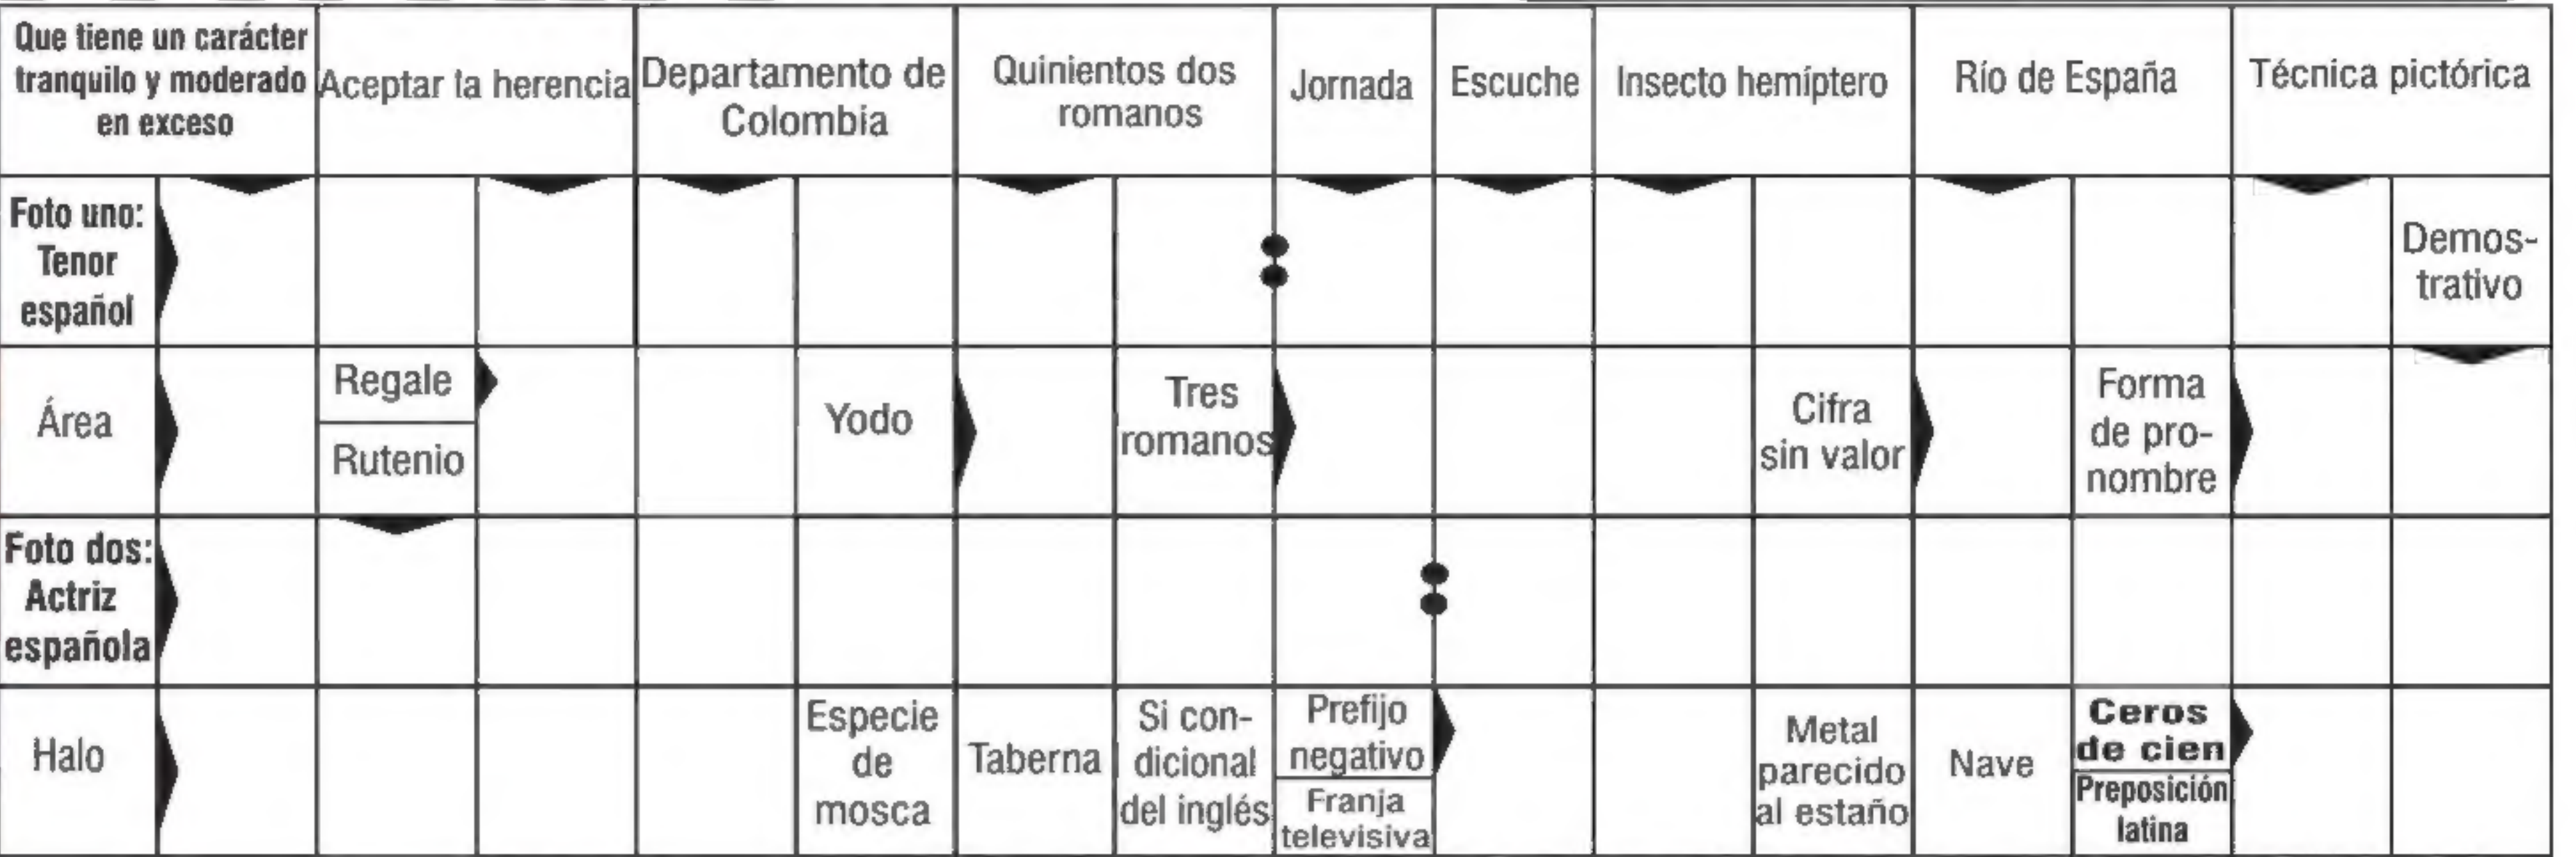 Que tiene un carácter
tranquilo y moderado
en exceso
Aceptar la herencia
Departamento de
Colombia
Quinientos dos
romanos
Jornada
Escuche
Insecto hemíptero
Río de España
Técnica pictórica
Foto uno:
Tenor
español
Demos-
trativo
Área
Regale
Rutenio
Yodo
Tres
romanos
Cifra
sin valor
Forma
de pro-
nombre
Foto dos:
Actriz
española
Halo
Especie
de
mosca
Taberna
Si con-
dicional
del inglés
Prefijo
negativo
Franja
televisiva
Metal
parecido
al estaño
Nave
Ceros
de cien
Preposición
latina